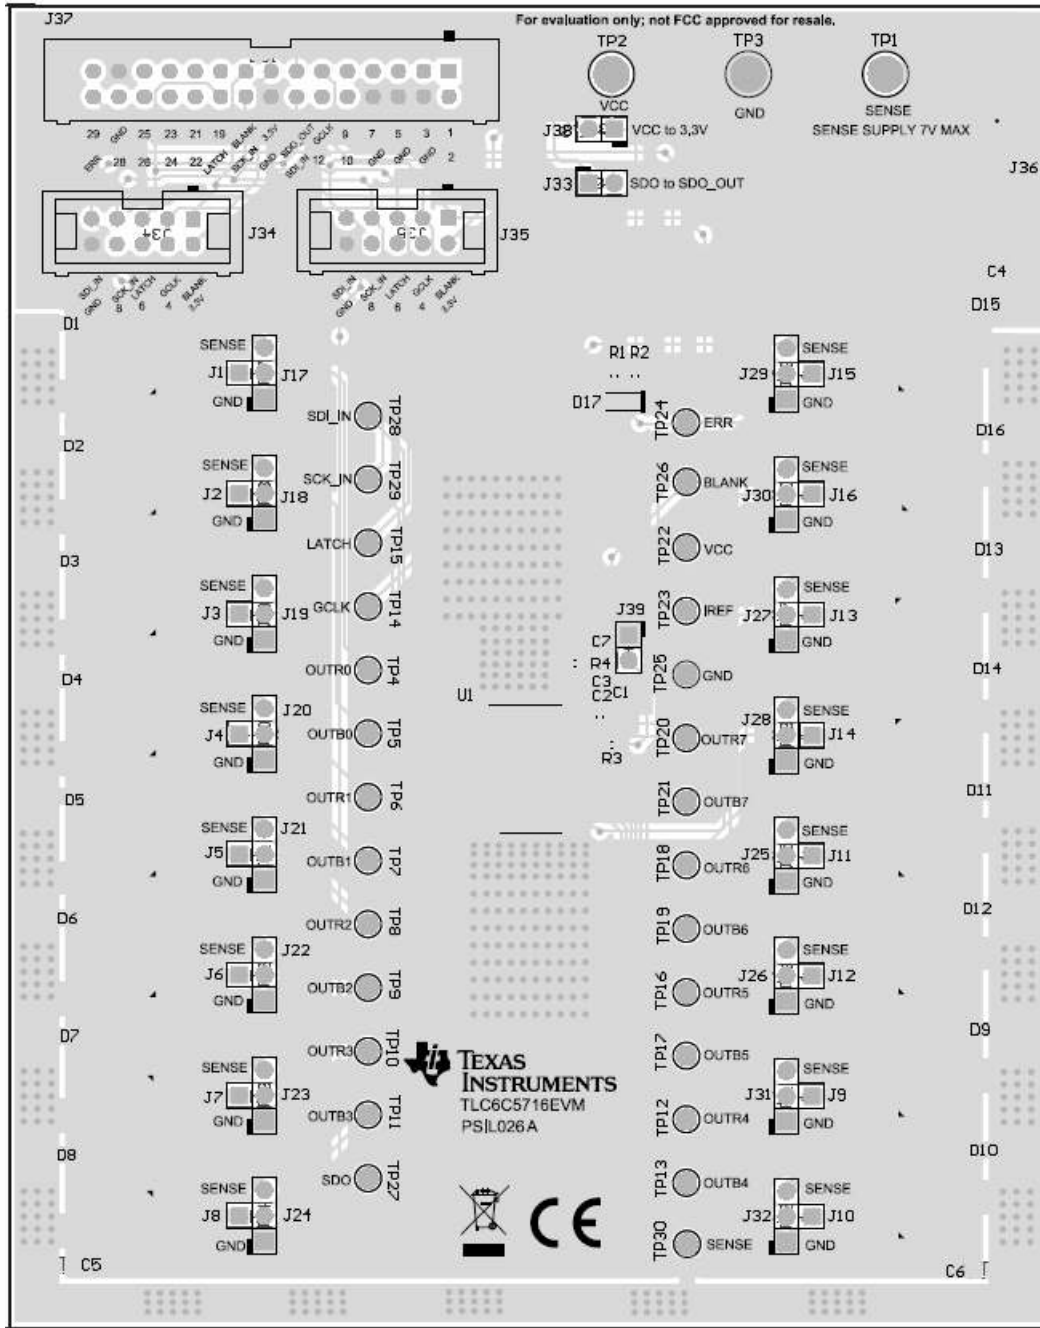 J37
For evaluation only; not FCC approved for resale.
TP2 TP3 TP1
VCC GND SENSE
SENSE SUPPLY 7V MAX
J38 VCC to 3,3V
J33 SDO to SDO_OUT
J36
29 GND 25 23 21 19 BLANK 3,3V SDO_OUT GCLK 9 7 5 3 1
ERR 28 26 24 22 LATCH SCK_IN GND SDI_IN 12 10 GND GND GND 2
J34 J34
J35 J35
SDI_IN SCK_IN LATCH GCLK BLANK
GND 8 6 4 3,3V
SDI_IN SCK_IN LATCH GCLK BLANK
GND 8 6 4 3,3V
C4
D15
D1
SENSE
J1 J17
GND
D2
SENSE
J2 J18
GND
D3
SENSE
J3 J19
GND
D4
SENSE J20
J4
GND
D5
SENSE J21
J5
GND
D6
SENSE J22
J6
GND
D7
SENSE
J7 J23
GND
D8
SENSE
J8 J24
GND
C5
SDI_IN TP28
SCK_IN TP29
LATCH TP15
GCLK TP14
OUTR0 TP4
OUTB0 TP5
OUTR1 TP6
OUTB1 TP7
OUTR2 TP8
OUTB2 TP9
OUTR3 TP10
OUTB3 TP11
SDO TP27
R1 R2
D17
J39
C7
R4
C3
C2 C1
U1
R3
TEXAS
INSTRUMENTS
TLC6C5716EVM
PSIL026A
CE
TP24 ERR
TP26 BLANK
TP22 VCC
TP23 IREF
TP25 GND
TP20 OUTR7
TP21 OUTB7
TP18 OUTR6
TP19 OUTB6
TP16 OUTR5
TP17 OUTB5
TP12 OUTR4
TP13 OUTB4
TP30 SENSE
SENSE
J29 J15
GND
D16
SENSE
J30 J16
GND
D13
SENSE
J27 J13
GND
D14
SENSE
J28 J14
GND
D11
SENSE
J25 J11
GND
D12
SENSE
J26 J12
GND
D9
SENSE
J31 J9
GND
D10
SENSE
J32 J10
GND
C6